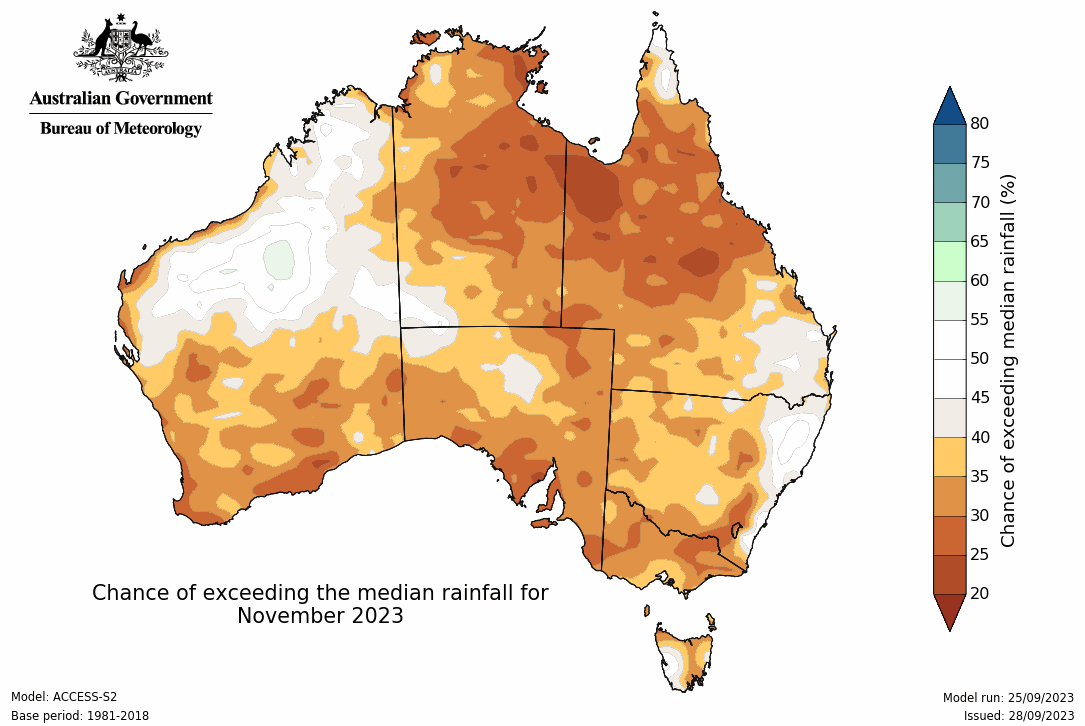 AUSTRALIA
Australian Government
Bureau of Meteorology
80
75
70
65
60
55
50
45
40
35
30
25
20
Chance of exceeding median rainfall (%)
Chance of exceeding the median rainfall for
November 2023
Model: ACCESS-S2
Base period: 1981-2018
Model run: 25/09/2023
Issued: 28/09/2023